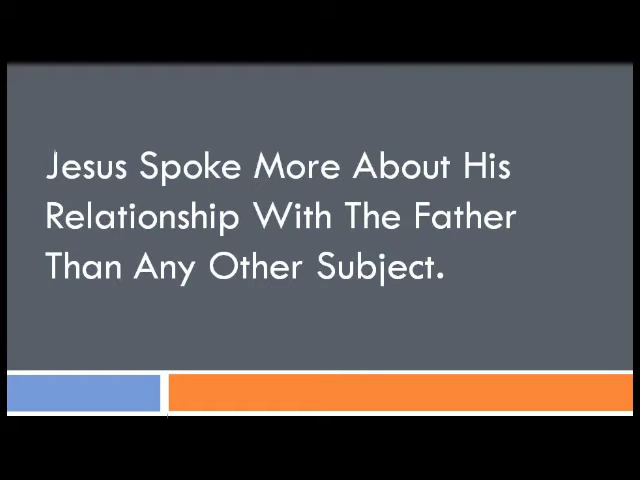 Jesus Spoke More About His
Relationship With The Father
Than Any Other Subject.